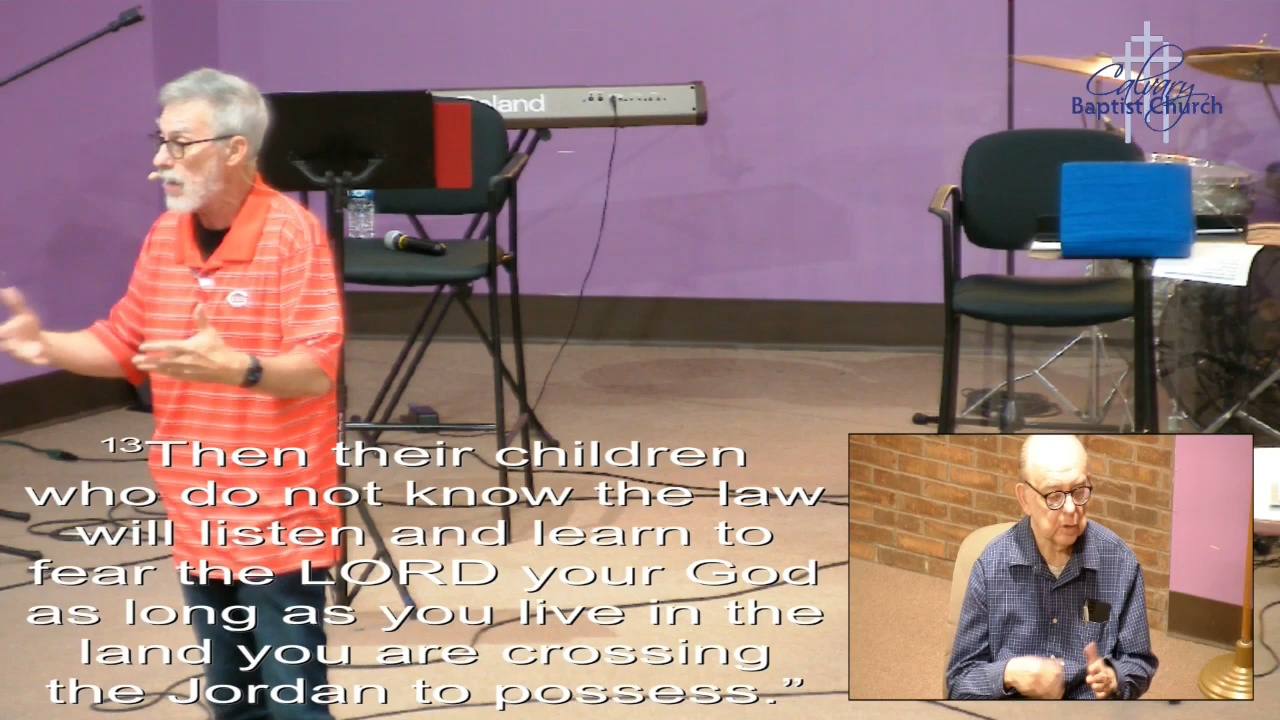 Roland
Calvary
Baptist Church
¹³Then their children
who do not know the law
will listen and learn to
fear the LORD your God
as long as you live in the
land you are crossing
the Jordan to possess.”